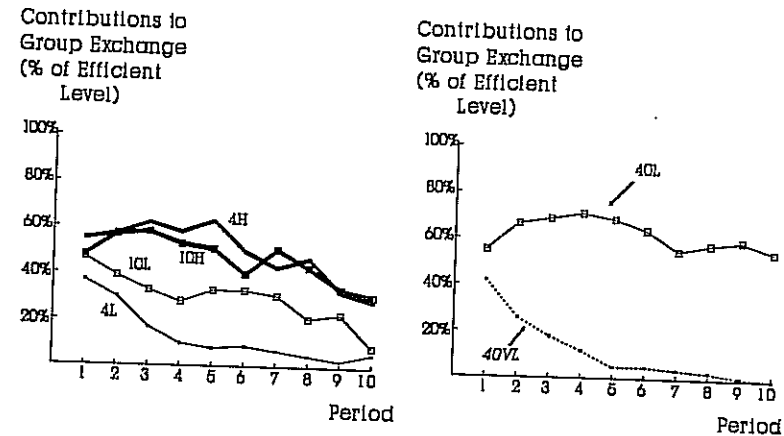 Contributions to
Group Exchange
(% of Efficient
Level)
100%
80%
60%
40%
20%
4H
10H
10L
4L
1 2 3 4 5 6 7 8 9 10
Period
Contributions to
Group Exchange
(% of Efficient
Level)
100%
80%
60%
40%
20%
40L
40VL
1 2 3 4 5 6 7 8 9 10
Period